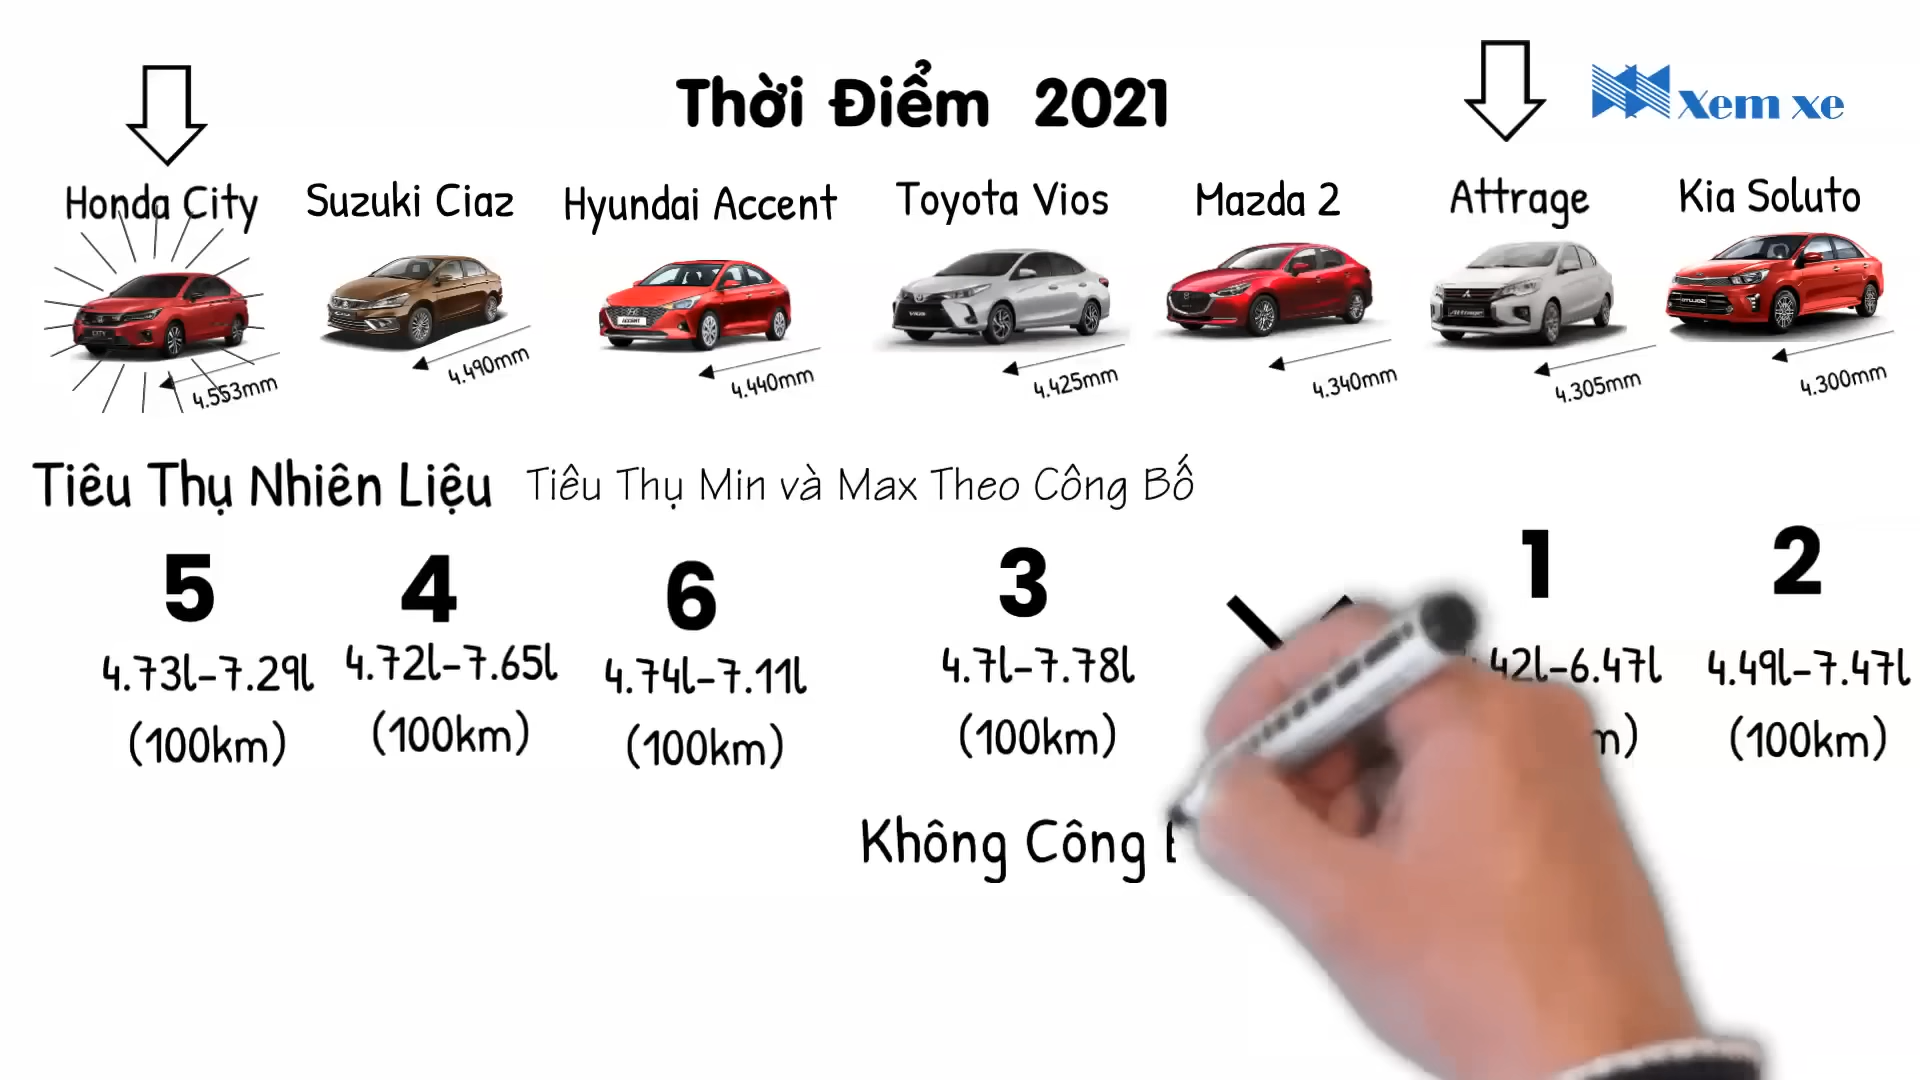 Thời Điểm 2021
Xem xe
Honda City
Suzuki Ciaz
Hyundai Accent
Toyota Vios
Mazda 2
Attrage
Kia Soluto
4.553mm
4.490mm
4.440mm
4.425mm
4.340mm
4.305mm
4.300mm
Tiêu Thụ Nhiên Liệu
Tiêu Thụ Min và Max Theo Công Bố
5
4
6
3
1
2
4.73l-7.29l
4.72l-7.65l
4.74l-7.11l
4.7l-7.78l
42l-6.47l
4.49l-7.47l
(100km)
(100km)
(100km)
(100km)
(100km)
Không Công